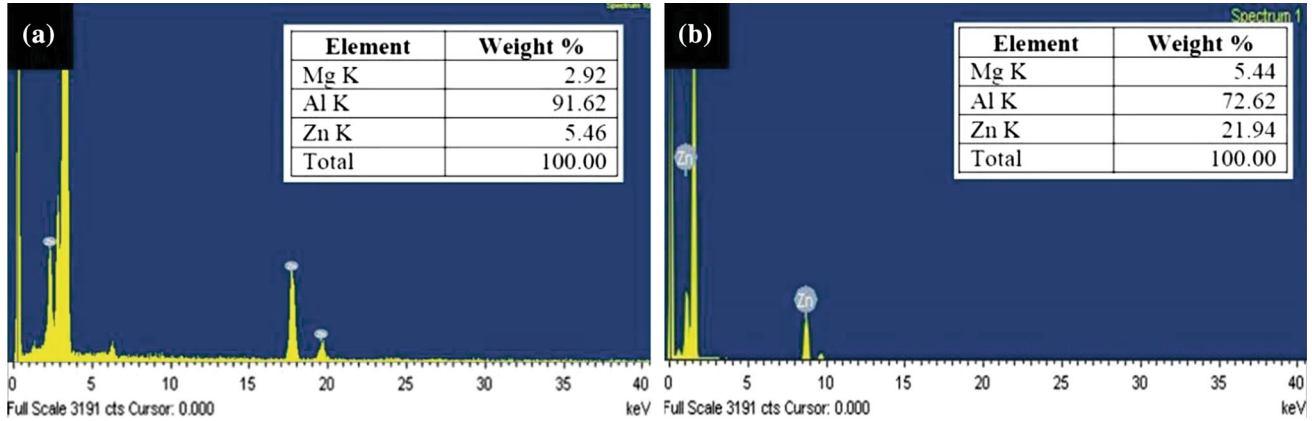 (a)
Spectrum 10
Element Weight %
Mg K 2.92
Al K 91.62
Zn K 5.46
Total 100.00
0 5 10 15 20 25 30 35 40
Full Scale 3191 cts Cursor: 0.000 keV
(b)
Spectrum 1
Element Weight %
Mg K 5.44
Al K 72.62
Zn K 21.94
Total 100.00
Zn
Zn
0 5 10 15 20 25 30 35 40
Full Scale 3191 cts Cursor: 0.000 keV